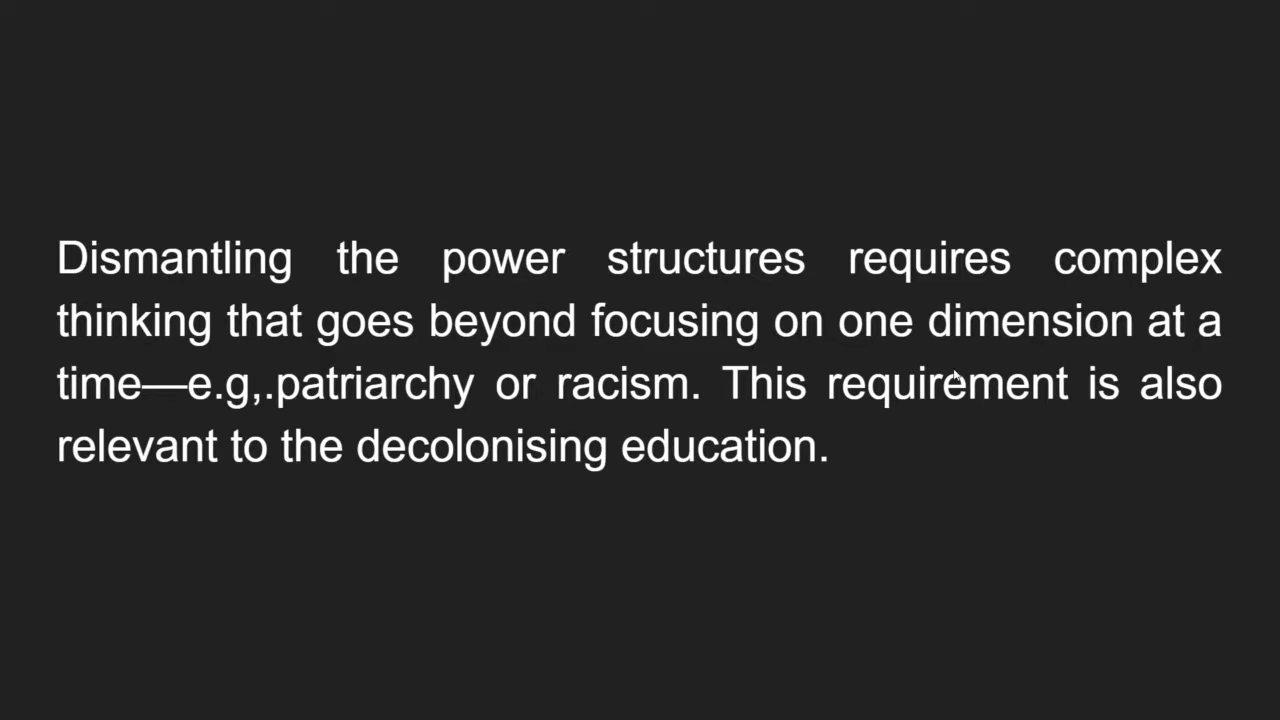 Dismantling the power structures requires complex
thinking that goes beyond focusing on one dimension at a
time—e.g,.patriarchy or racism. This requirement is also
relevant to the decolonising education.